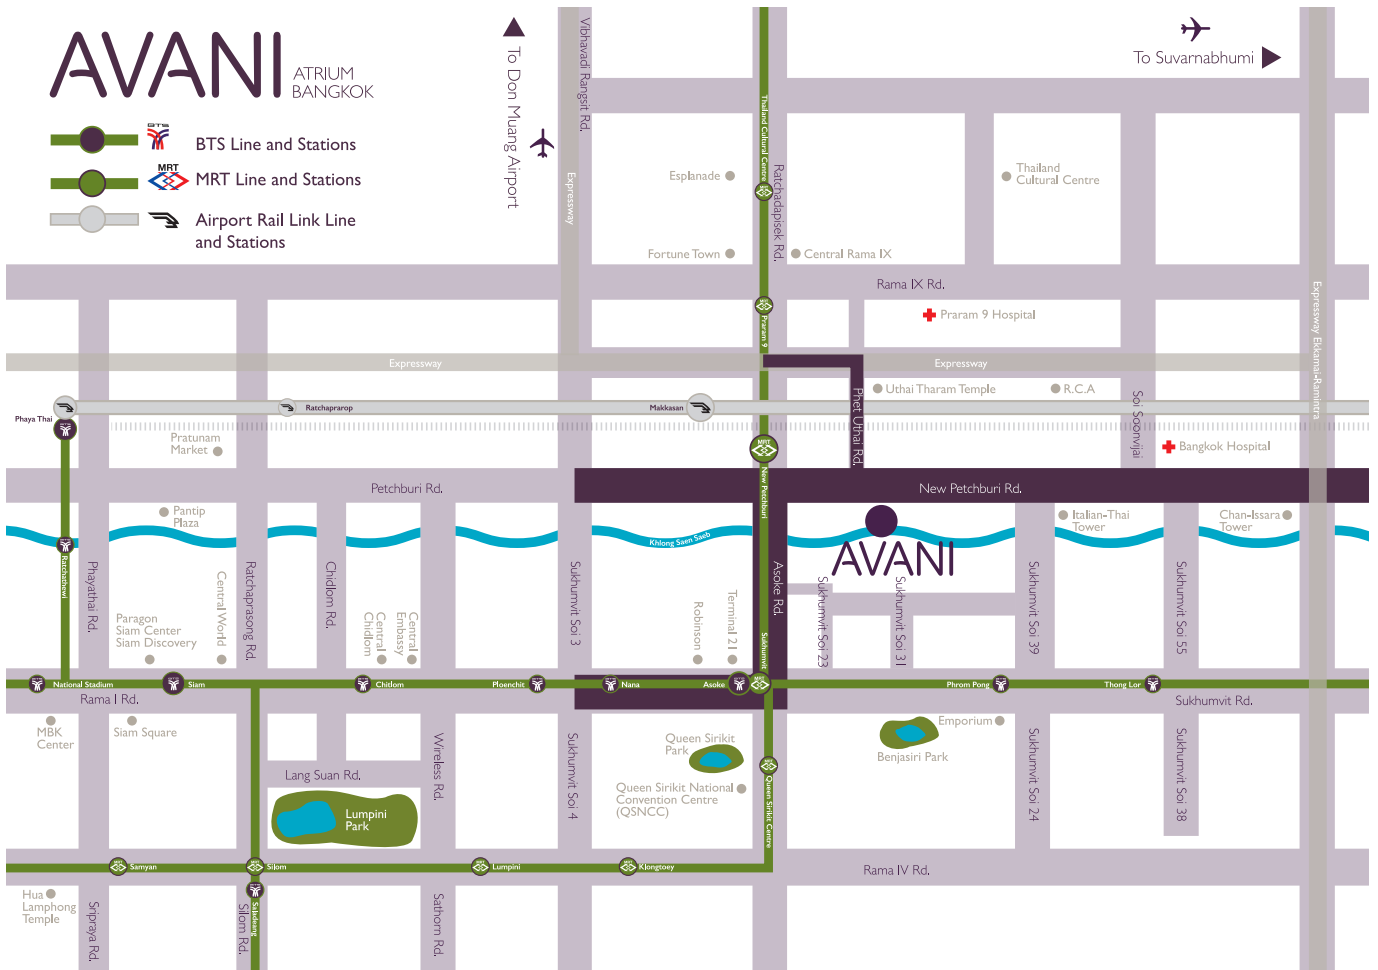 AVANI
ATRIUM
BANGKOK
BTS
BTS Line and Stations
MRT
MRT Line and Stations
Airport Rail Link Line
and Stations
To Don Muang Airport
Vibhavadi Rangsit Rd.
Expressway
To Suvarnabhumi
Thailand Cultural Centre
Ratchadapisek Rd.
Esplanade
Thailand
Cultural Centre
Fortune Town
Central Rama IX
Rama IX Rd.
Praram 9
Praram 9 Hospital
Expressway Ekkamai-Ramintra
Expressway
Expressway
Phet Uthai Rd.
Uthai Tharam Temple
R.C.A
Soi Soonvijai
Phaya Thai
Ratchaprarop
Makkasan
MRT
Pratunam
Market
Bangkok Hospital
Petchburi Rd.
New Petchburi
New Petchburi Rd.
Pantip
Plaza
Italian-Thai
Tower
Chan-Issara
Tower
Khlong Saen Saeb
AVANI
Ratchathewi
Phayathai Rd.
Central World
Ratchaprasong Rd.
Chidlom Rd.
Central
Chidlom
Central
Embassy
Sukhumvit Soi 3
Robinson
Terminal 21
Sukhumvit
Asoke Rd.
Sukhumvit Soi 23
Sukhumvit Soi 31
Sukhumvit Soi 39
Sukhumvit Soi 55
Paragon
Siam Center
Siam Discovery
National Stadium
Siam
Chitlom
Ploenchit
Nana
Asoke
MRT
Phrom Pong
Thong Lor
Rama I Rd.
Sukhumvit Rd.
MBK
Center
Siam Square
Wireless Rd.
Sukhumvit Soi 4
Queen Sirikit
Park
Emporium
Benjasiri Park
Sukhumvit Soi 24
Sukhumvit Soi 38
Lang Suan Rd.
Queen Sirikit National
Convention Centre
(QSNCC)
Queen Sirikit Centre
Lumpini
Park
Samyan
Silom
Lumpini
Klongtoey
Rama IV Rd.
Hua
Lamphong
Temple
Sripraya Rd.
Silom Rd.
Saladeang
Sathorn Rd.